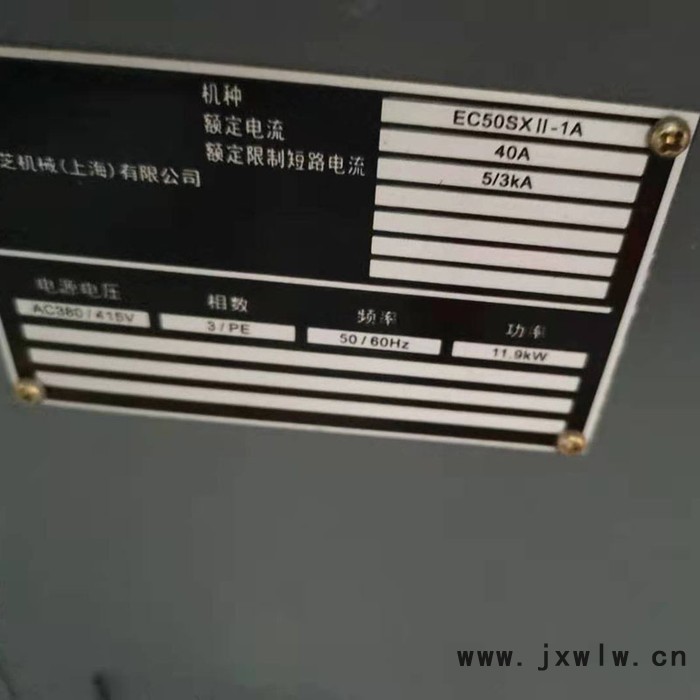 机种 EC50SXII-1A
额定电流 40A
额定限制短路电流 5/3kA
芝机械(上海)有限公司
电源电压 相数 频率 功率
AC380/415V 3/PE 50/60Hz 11.9kW
www.jxwlw.cn